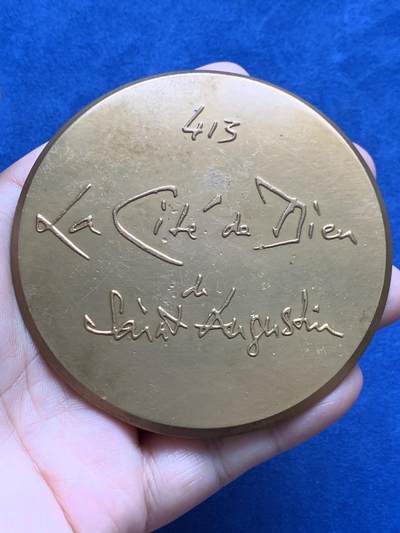 413
La Cité de Dieu
de
Saint Augustin